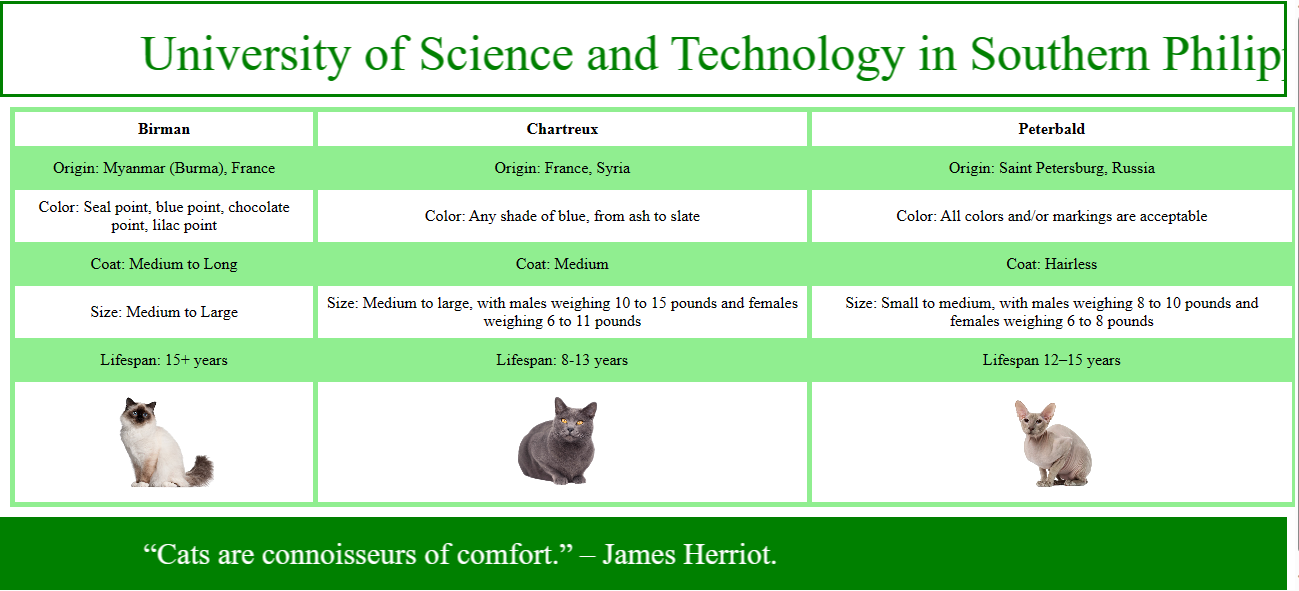 University of Science and Technology in Southern Philipp
Birman
Chartreux
Peterbald
Origin: Myanmar (Burma), France
Origin: France, Syria
Origin: Saint Petersburg, Russia
Color: Seal point, blue point, chocolate
point, lilac point
Color: Any shade of blue, from ash to slate
Color: All colors and/or markings are acceptable
Coat: Medium to Long
Coat: Medium
Coat: Hairless
Size: Medium to Large
Size: Medium to large, with males weighing 10 to 15 pounds and females
weighing 6 to 11 pounds
Size: Small to medium, with males weighing 8 to 10 pounds and
females weighing 6 to 8 pounds
Lifespan: 15+ years
Lifespan: 8-13 years
Lifespan 12–15 years
“Cats are connoisseurs of comfort.” – James Herriot.